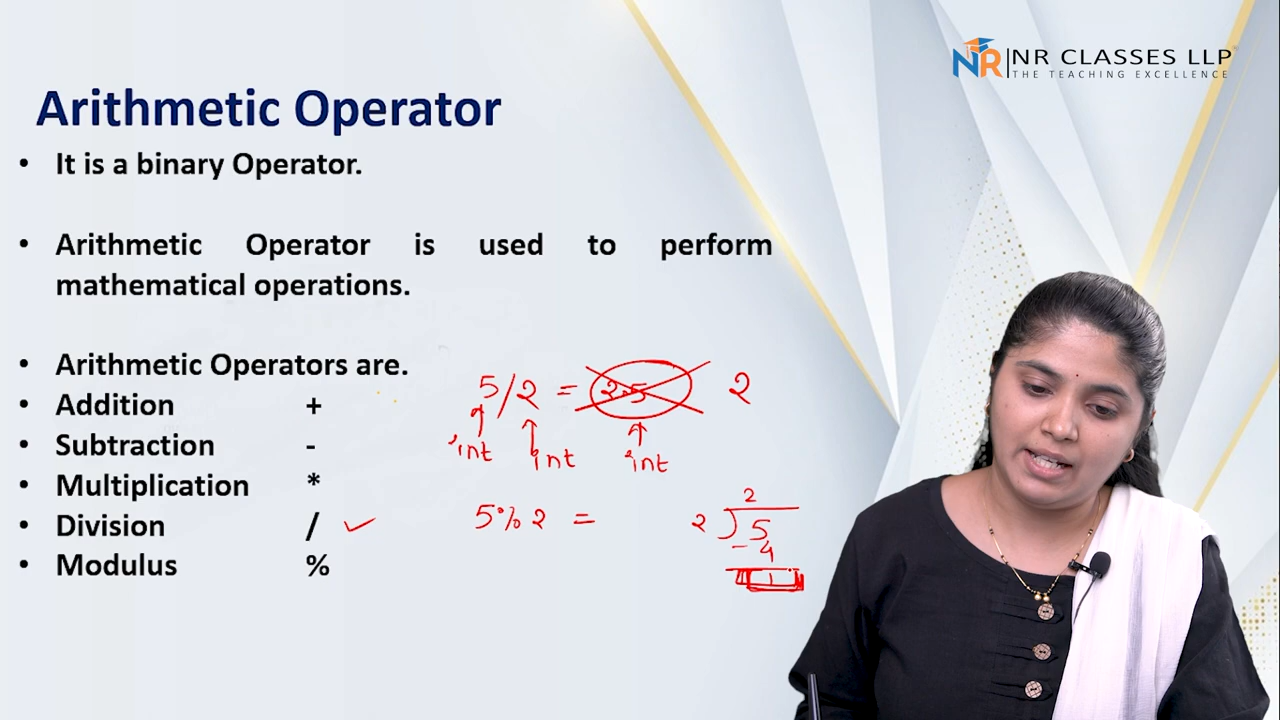 NR | NR CLASSES LLP
THE TEACHING EXCELLENCE
Arithmetic Operator
• It is a binary Operator.
• Arithmetic Operator is used to perform
mathematical operations.
• Arithmetic Operators are.
• Addition +
• Subtraction -
• Multiplication *
• Division / ✓
• Modulus %
5/2 = 2.5 2
int int int
5%2 =
2
2) 5
- 4
1